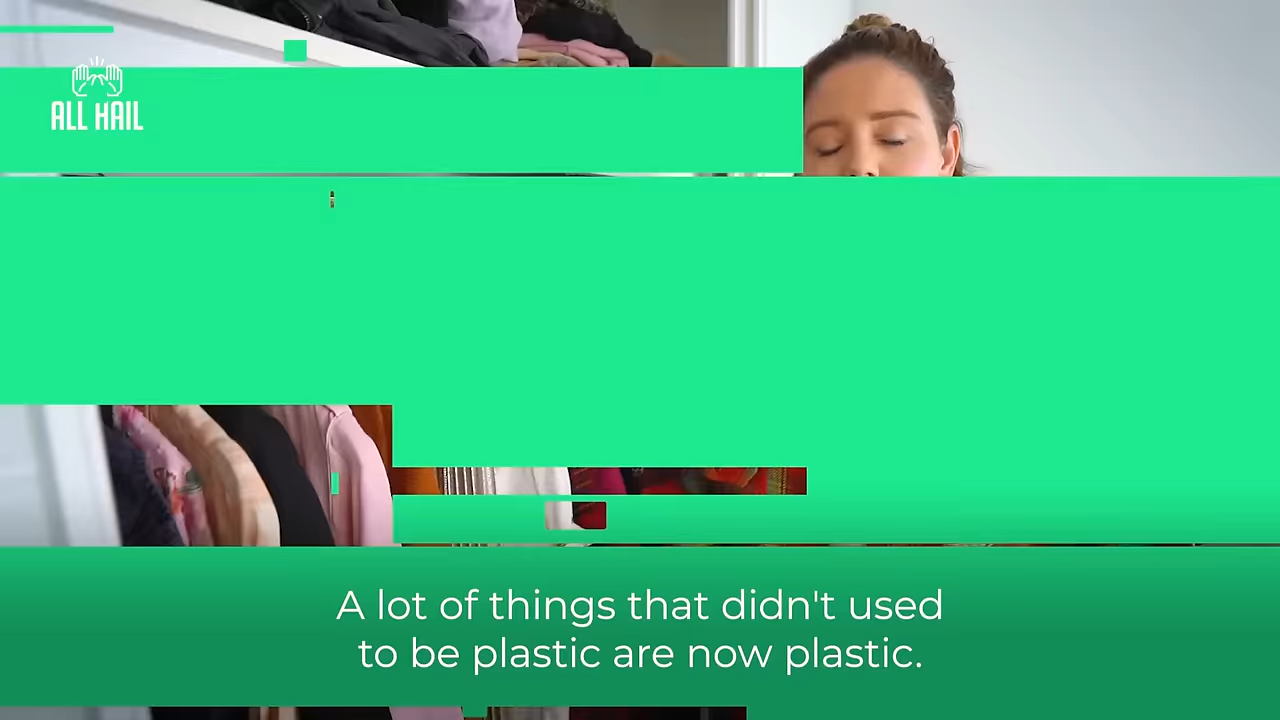 ALL HAIL
A lot of things that didn't used
to be plastic are now plastic.